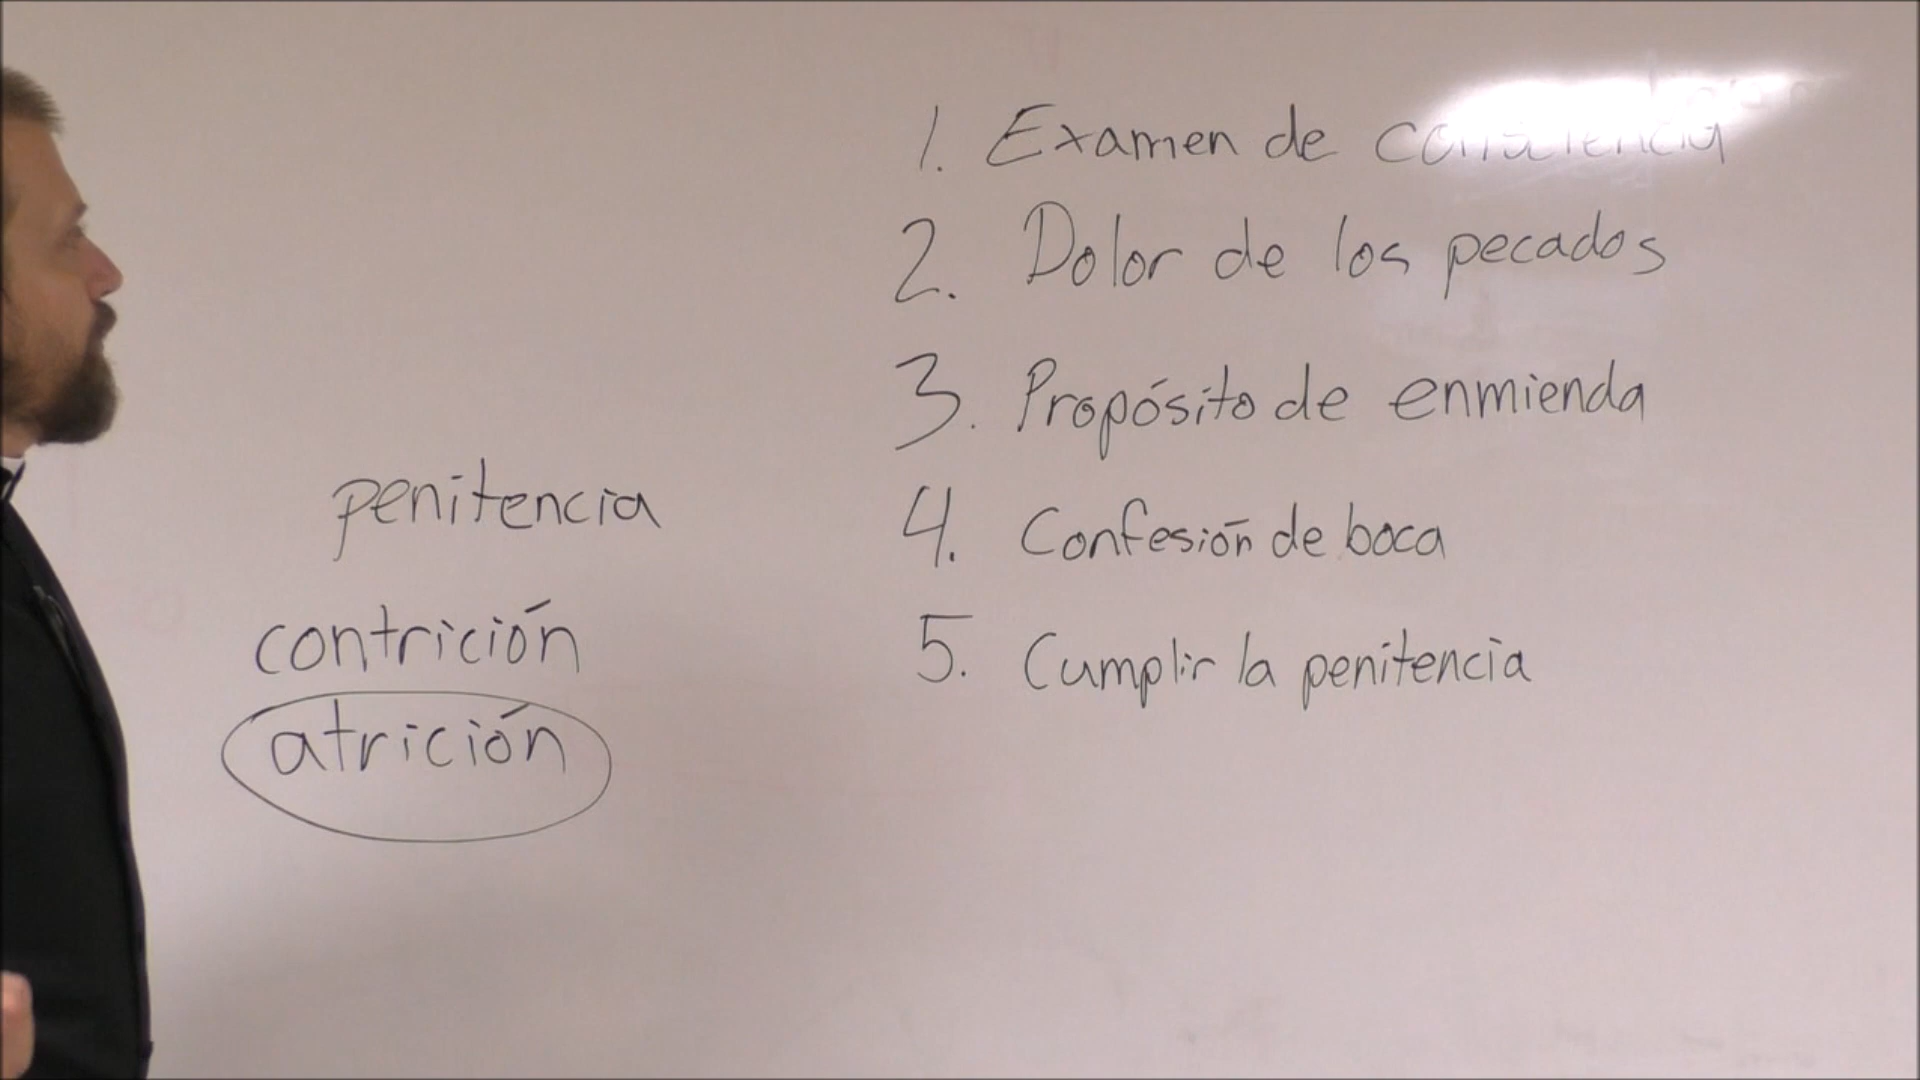 1. Examen de consciencia
2. Dolor de los pecados
3. Propósito de enmienda
4. Confesión de boca
5. Cumplir la penitencia
penitencia
contrición
atrición